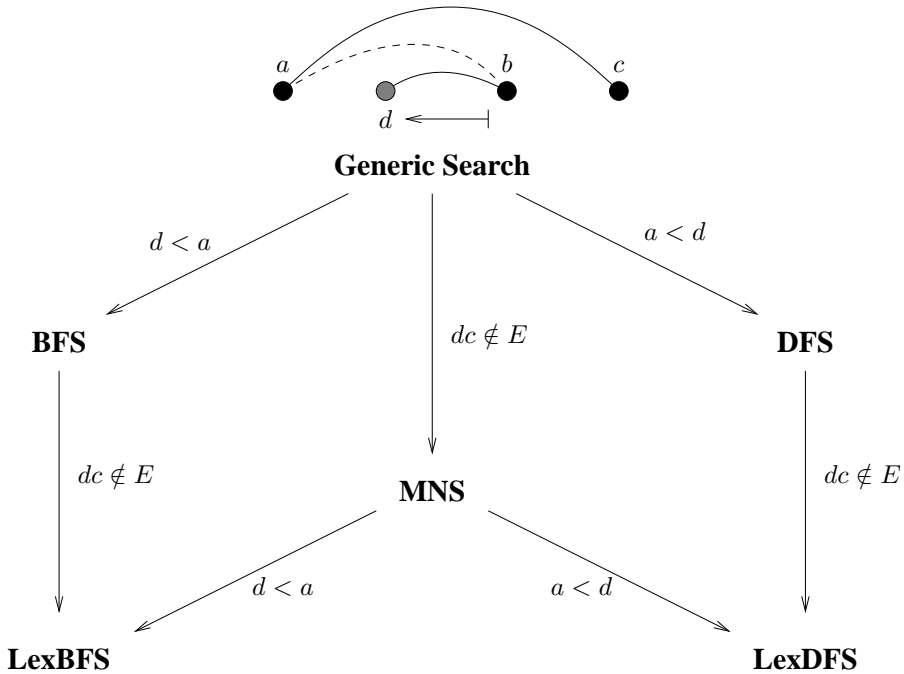 a b c
d
Generic Search
d < a a < d
BFS dc ∉ E DFS
dc ∉ E MNS dc ∉ E
d < a a < d
LexBFS LexDFS